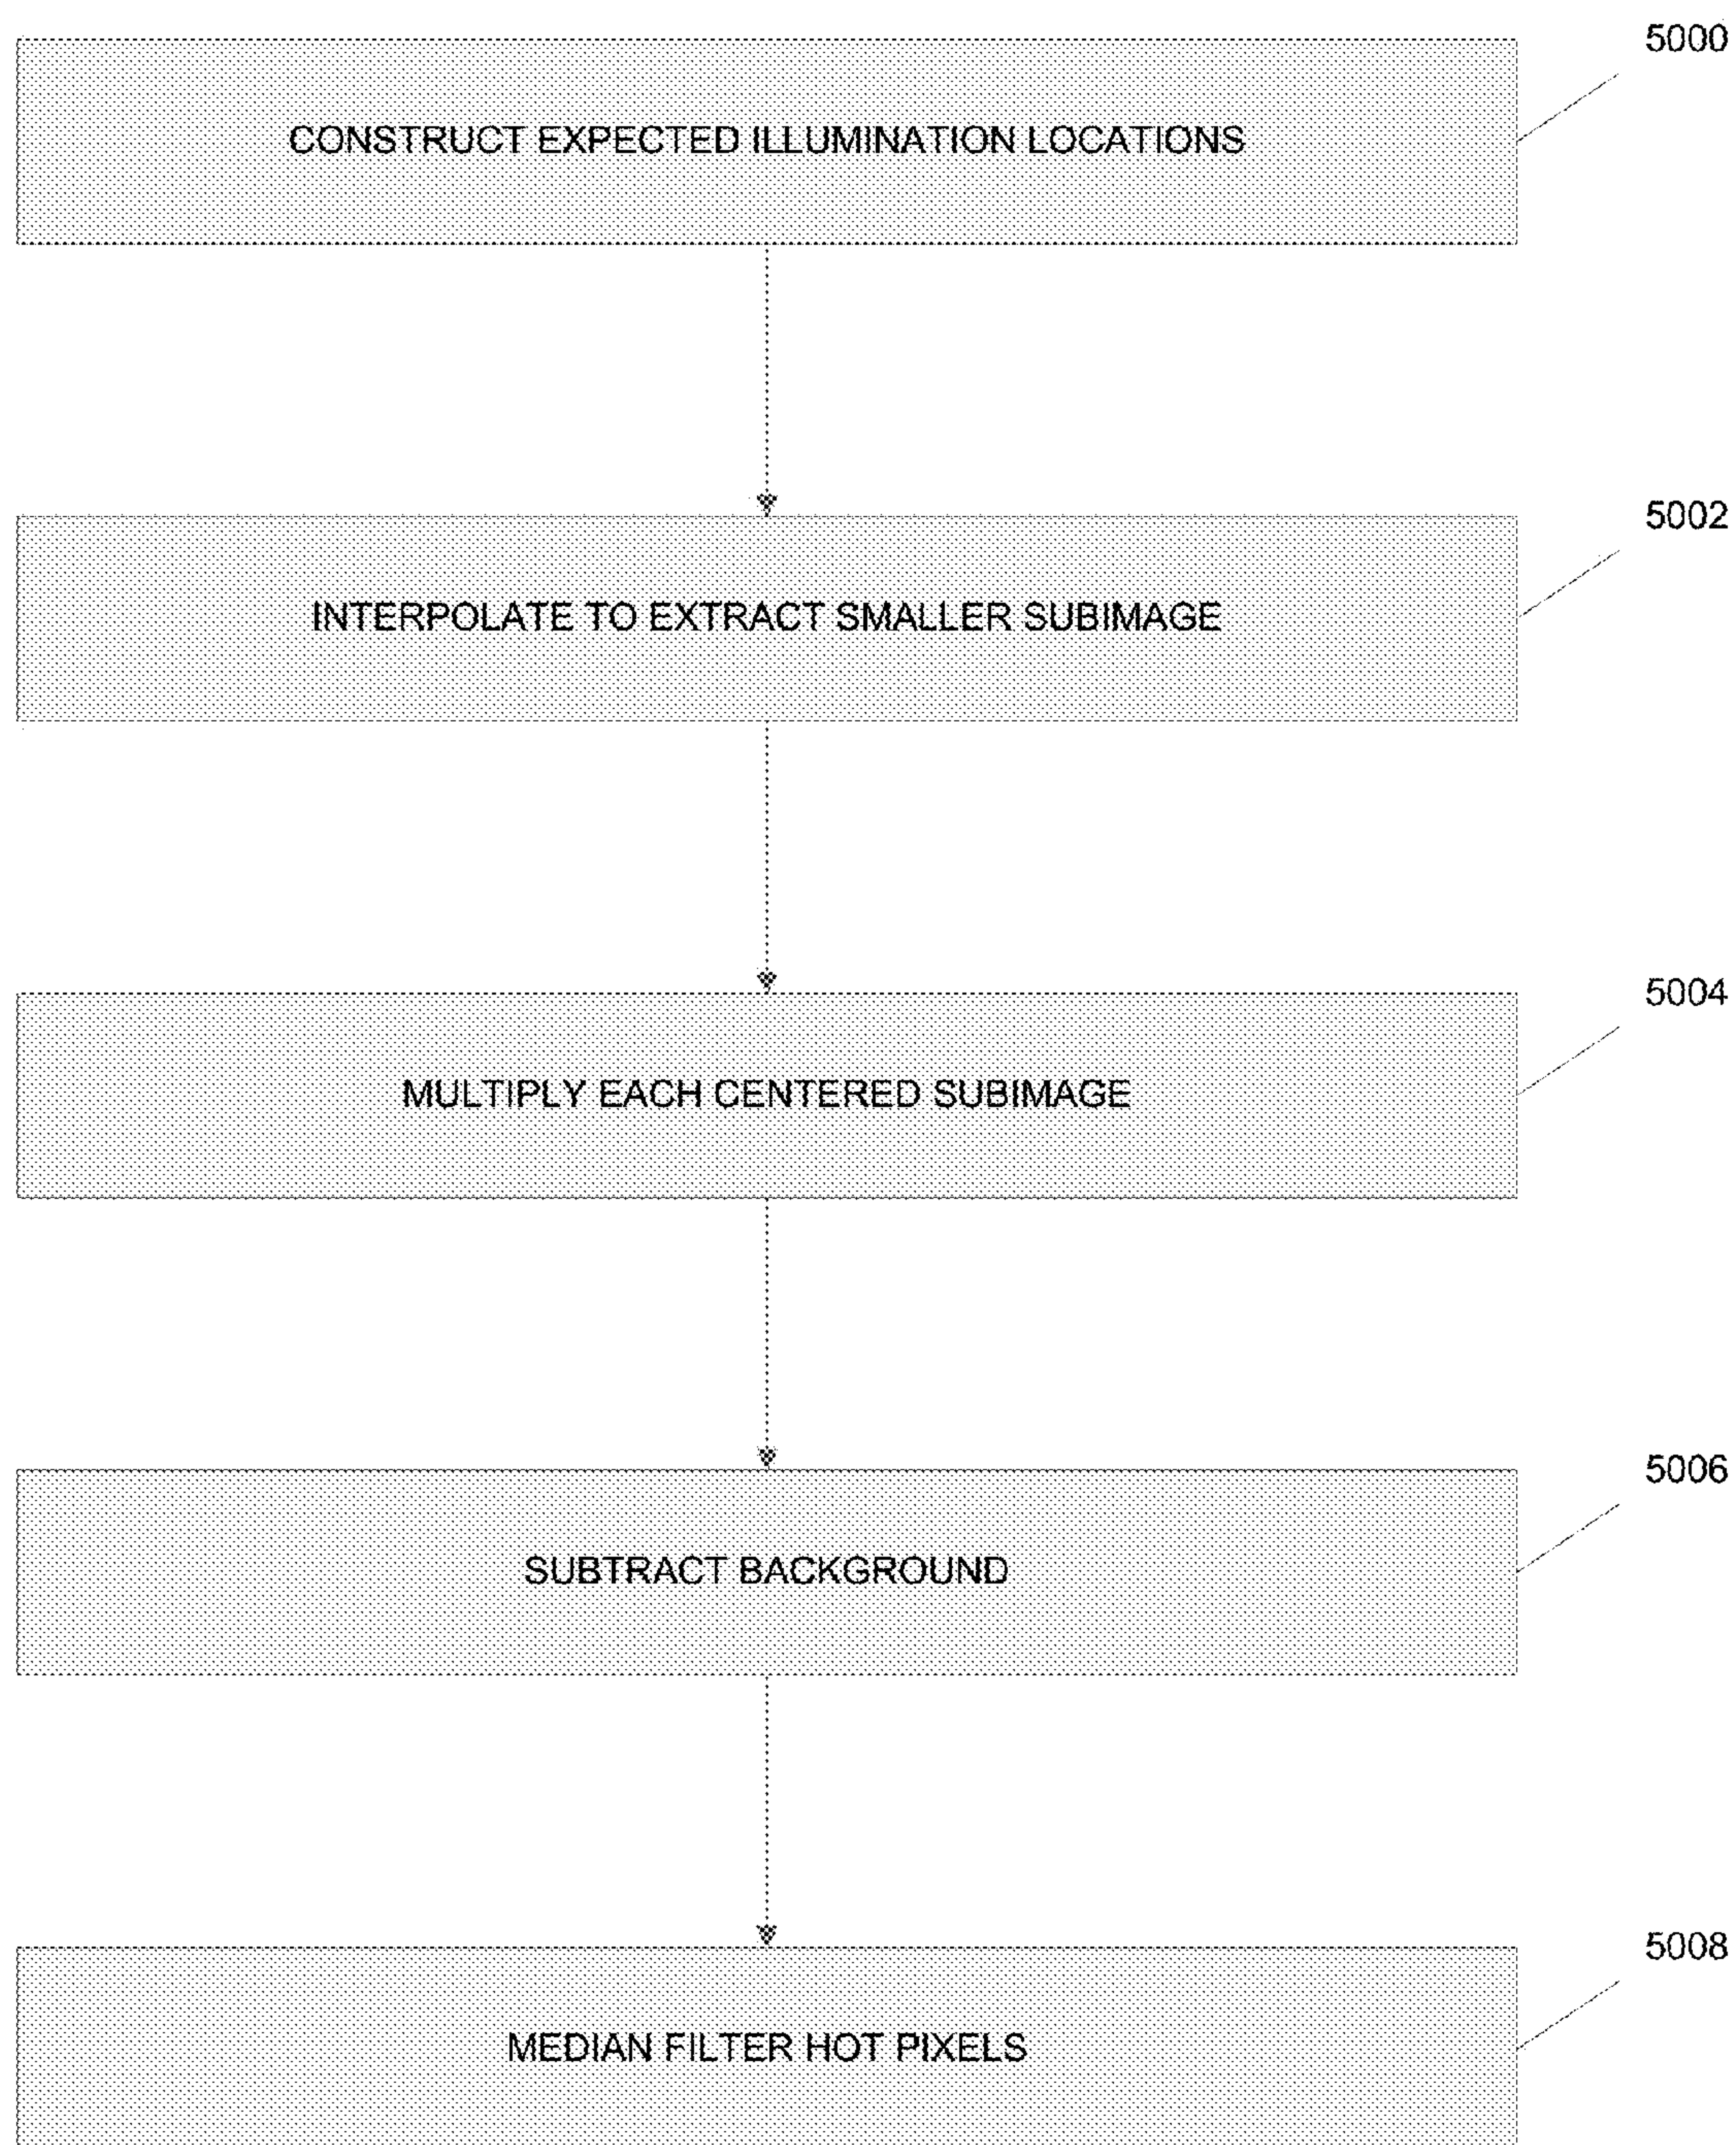 5000
CONSTRUCT EXPECTED ILLUMINATION LOCATIONS
5002
INTERPOLATE TO EXTRACT SMALLER SUBIMAGE
5004
MULTIPLY EACH CENTERED SUBIMAGE
5006
SUBTRACT BACKGROUND
5008
MEDIAN FILTER HOT PIXELS